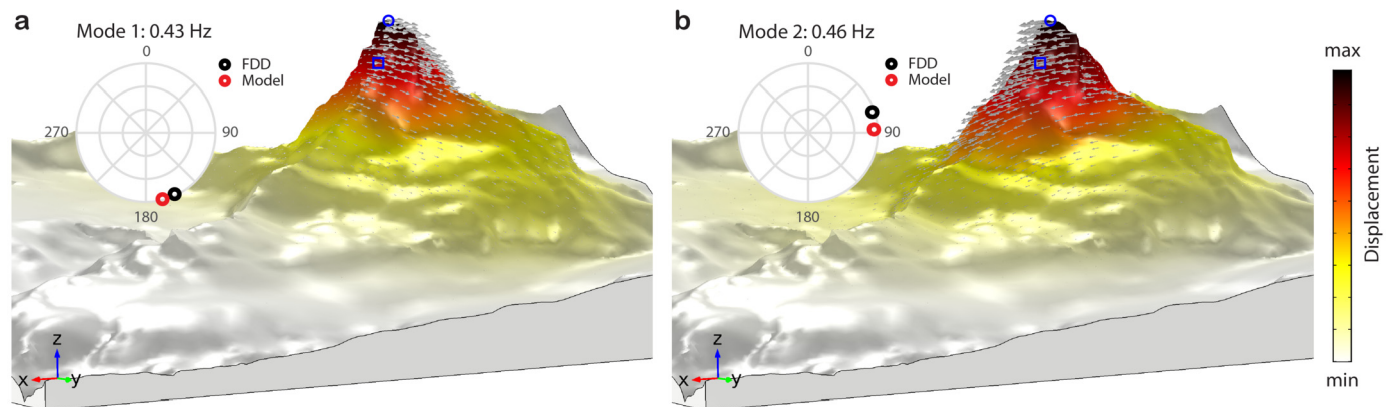 a
Mode 1: 0.43 Hz
0
FDD
Model
270
90
180
z
x
y
b
Mode 2: 0.46 Hz
0
FDD
Model
270
90
180
z
x
y
max
Displacement
min